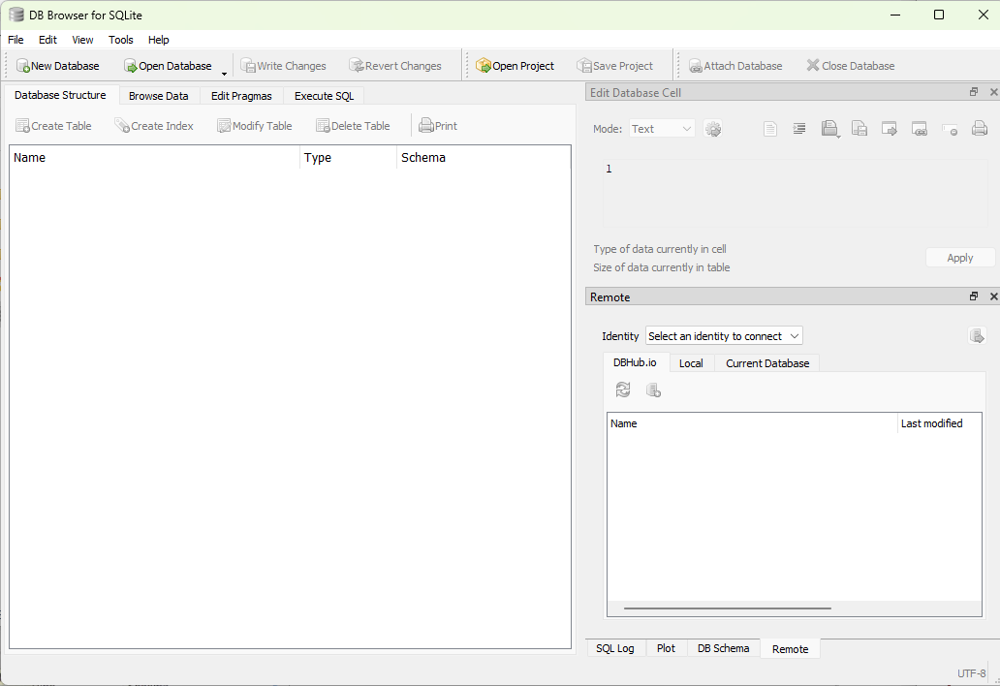 DB Browser for SQLite
File Edit View Tools Help
New Database Open Database Write Changes Revert Changes Open Project Save Project Attach Database Close Database
Database Structure Browse Data Edit Pragmas Execute SQL
Create Table Create Index Modify Table Delete Table Print
Name Type Schema
Edit Database Cell
Mode: Text
1
Type of data currently in cell
Size of data currently in table
Apply
Remote
Identity Select an identity to connect
DBHub.io Local Current Database
Name Last modified
SQL Log Plot DB Schema Remote
UTF-8